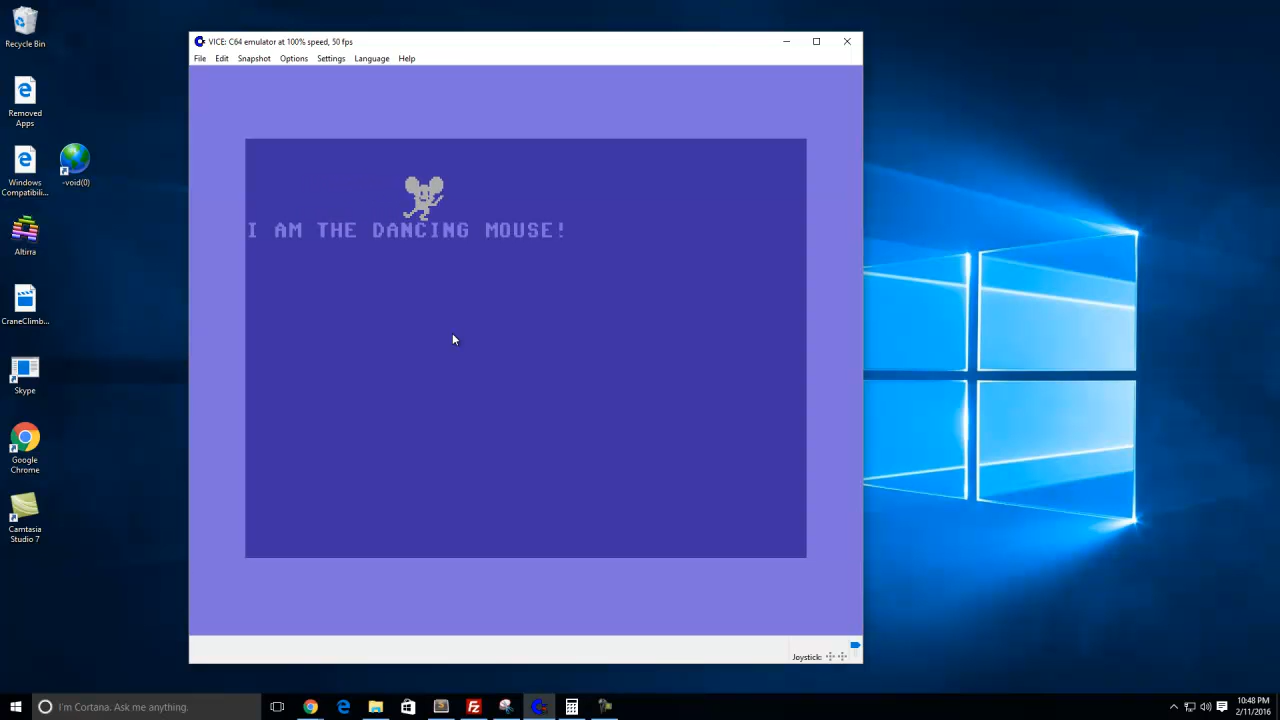 Recycle Bin
Removed
Apps
Windows
Compatibili...
-void(0)
Altirra
CraneClimb...
Skype
Google
Chrome
Camtasia
Studio 7
VICE: C64 emulator at 100% speed, 50 fps
File Edit Snapshot Options Settings Language Help
I AM THE DANCING MOUSE!
Joystick:
I'm Cortana. Ask me anything.
10:48 PM
2/11/2016